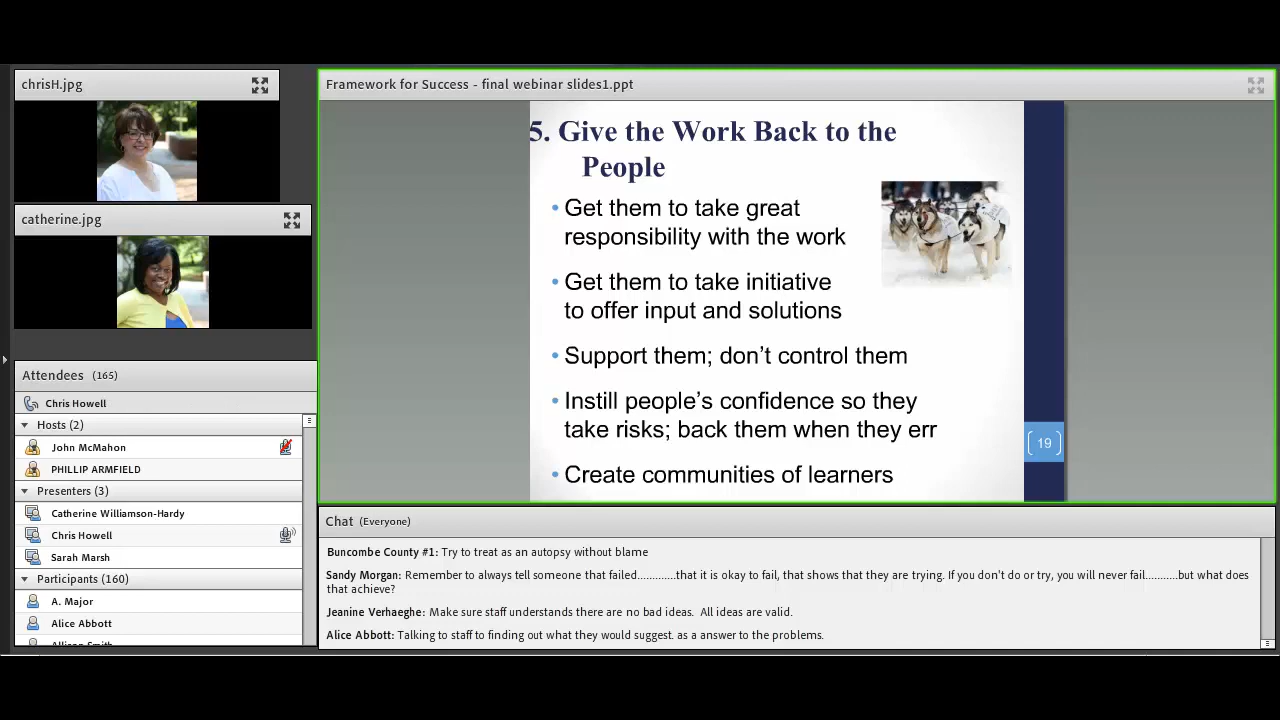 chrisH.jpg
catherine.jpg
Attendees (165)
Chris Howell
Hosts (2)
John McMahon
PHILLIP ARMFIELD
Presenters (3)
Catherine Williamson-Hardy
Chris Howell
Sarah Marsh
Participants (160)
A. Major
Alice Abbott
Allison Smith
Framework for Success - final webinar slides1.ppt
5. Give the Work Back to the
People
• Get them to take great
responsibility with the work
• Get them to take initiative
to offer input and solutions
• Support them; don’t control them
• Instill people’s confidence so they
take risks; back them when they err
• Create communities of learners
19
Chat (Everyone)
Buncombe County #1: Try to treat as an autopsy without blame
Sandy Morgan: Remember to always tell someone that failed.............that it is okay to fail, that shows that they are trying. If you don't do or try, you will never fail..........but what does
that achieve?
Jeanine Verhaeghe: Make sure staff understands there are no bad ideas. All ideas are valid.
Alice Abbott: Talking to staff to finding out what they would suggest. as a answer to the problems.